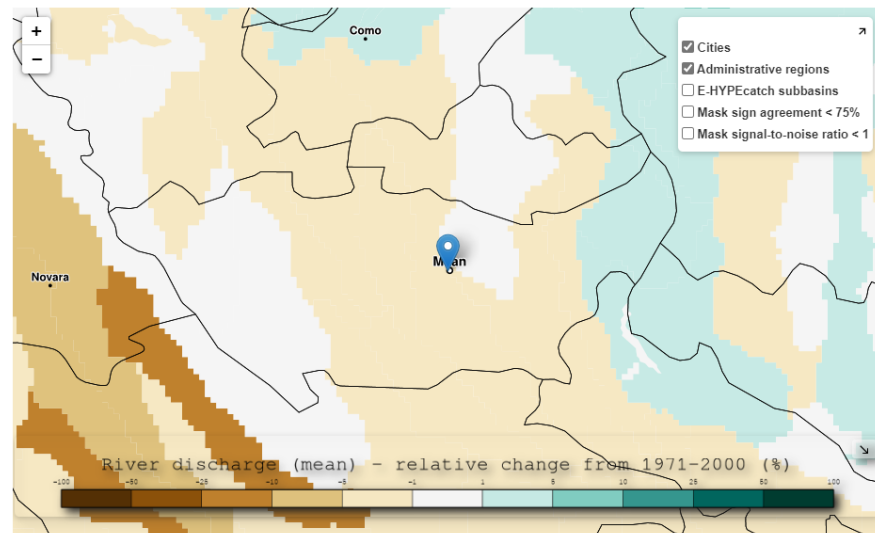 +
−
Como
Cities
Administrative regions
E-HYPEcatch subbasins
Mask sign agreement < 75%
Mask signal-to-noise ratio < 1
Novara
River discharge (mean) - relative change from 1971-2000 (%)
-100 -50 -25 -10 -5 -1 1 5 10 25 50 100